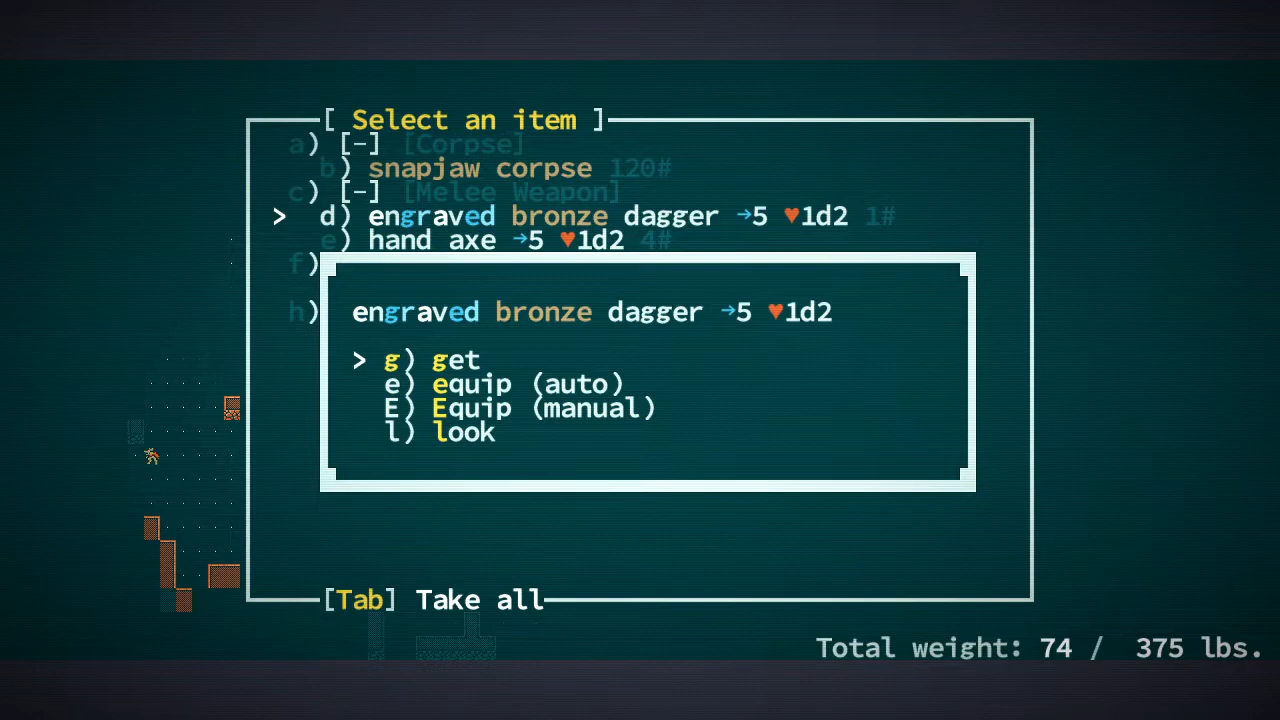 [ Select an item ]
a) [-] [Corpse]
b) snapjaw corpse 120#
c) [-] [Melee Weapon]
> d) engraved bronze dagger →5 ♥1d2 1#
e) hand axe →5 ♥1d2 4#
f)
h)
engraved bronze dagger →5 ♥1d2
> g) get
e) equip (auto)
E) Equip (manual)
l) look
[Tab] Take all
Total weight: 74 / 375 lbs.